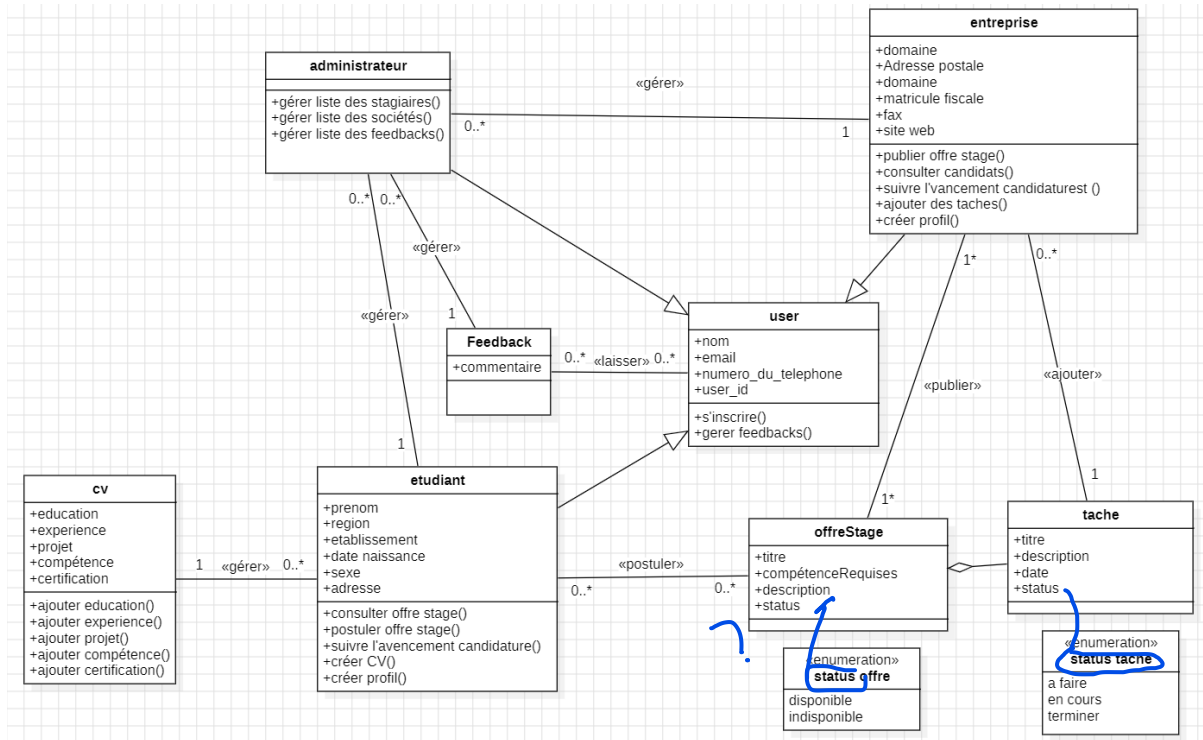 entreprise
+domaine
+Adresse postale
+domaine
+matricule fiscale
+fax
+site web
+publier offre stage()
+consulter candidats()
+suivre l'vancement candidaturest ()
+ajouter des taches()
+créer profil()
administrateur
+gérer liste des stagiaires()
+gérer liste des sociétés()
+gérer liste des feedbacks()
«gérer»
0..*
1
0..*
0..*
«gérer»
1
«gérer»
1
1*
0..*
user
+nom
+email
+numero_du_telephone
+user_id
+s'inscrire()
+gerer feedbacks()
Feedback
+commentaire
0..*
«laisser»
0..*
«publier»
1*
«ajouter»
1
cv
+education
+experience
+projet
+compétence
+certification
+ajouter education()
+ajouter experience()
+ajouter projet()
+ajouter compétence()
+ajouter certification()
1
«gérer»
0..*
etudiant
+prenom
+region
+etablissement
+date naissance
+sexe
+adresse
+consulter offre stage()
+postuler offre stage()
+suivre l'avencement candidature()
+créer CV()
+créer profil()
«postuler»
0..*
0..*
offreStage
+titre
+compétenceRequises
+description
+status
tache
+titre
+description
+date
+status
?
«enumeration»
status offre
disponible
indisponible
«enumeration»
status tache
a faire
en cours
terminer